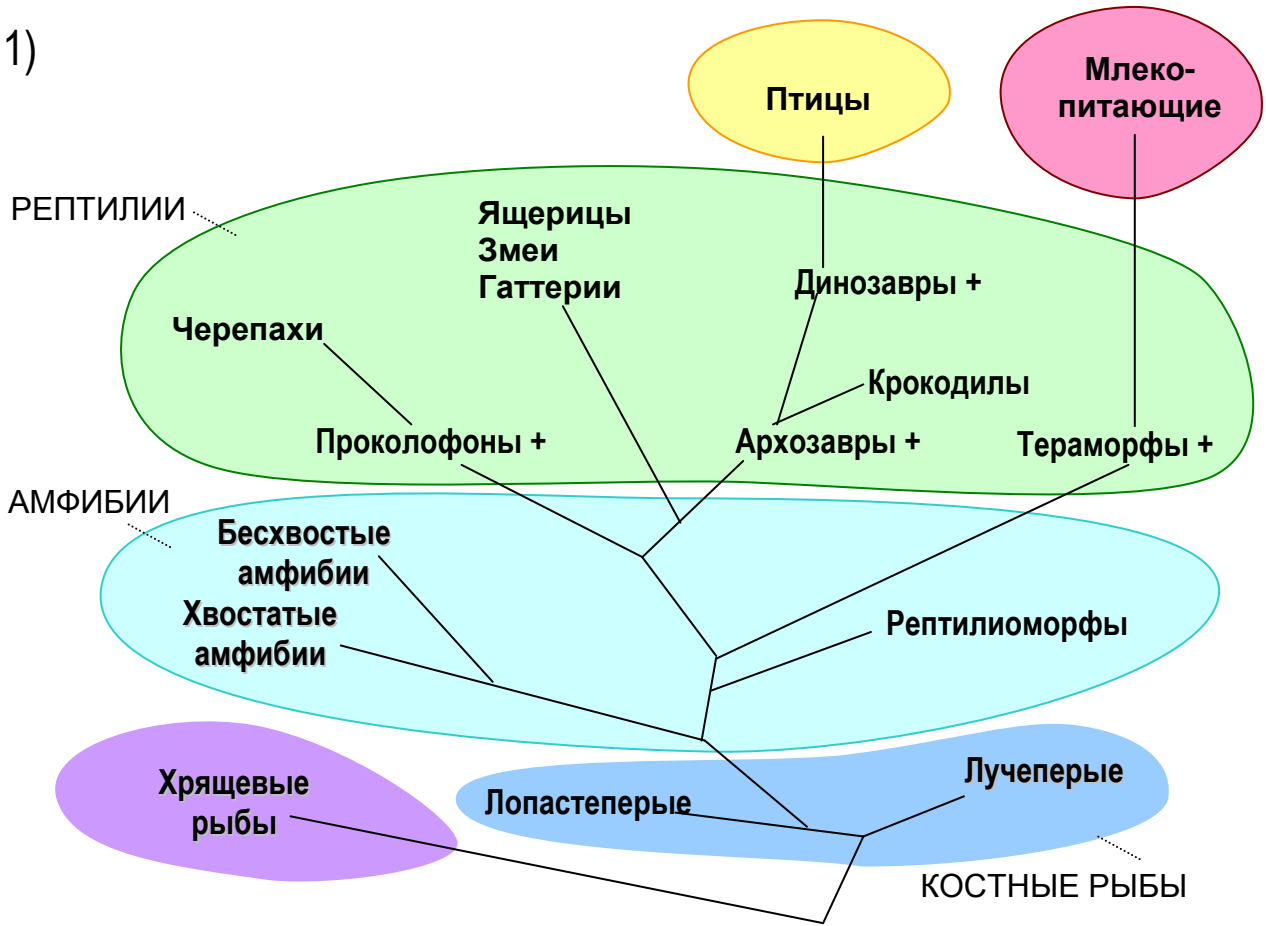 1)
Птицы
Млеко-
питающие
РЕПТИЛИИ
Ящерицы
Змеи
Гаттерии
Динозавры +
Черепахи
Крокодилы
Проколофоны +
Архозавры +
Тераморфы +
АМФИБИИ
Бесхвостые
амфибии
Хвостатые
амфибии
Рептилиоморфы
Хрящевые
рыбы
Лопастеперые
Лучеперые
КОСТНЫЕ РЫБЫ